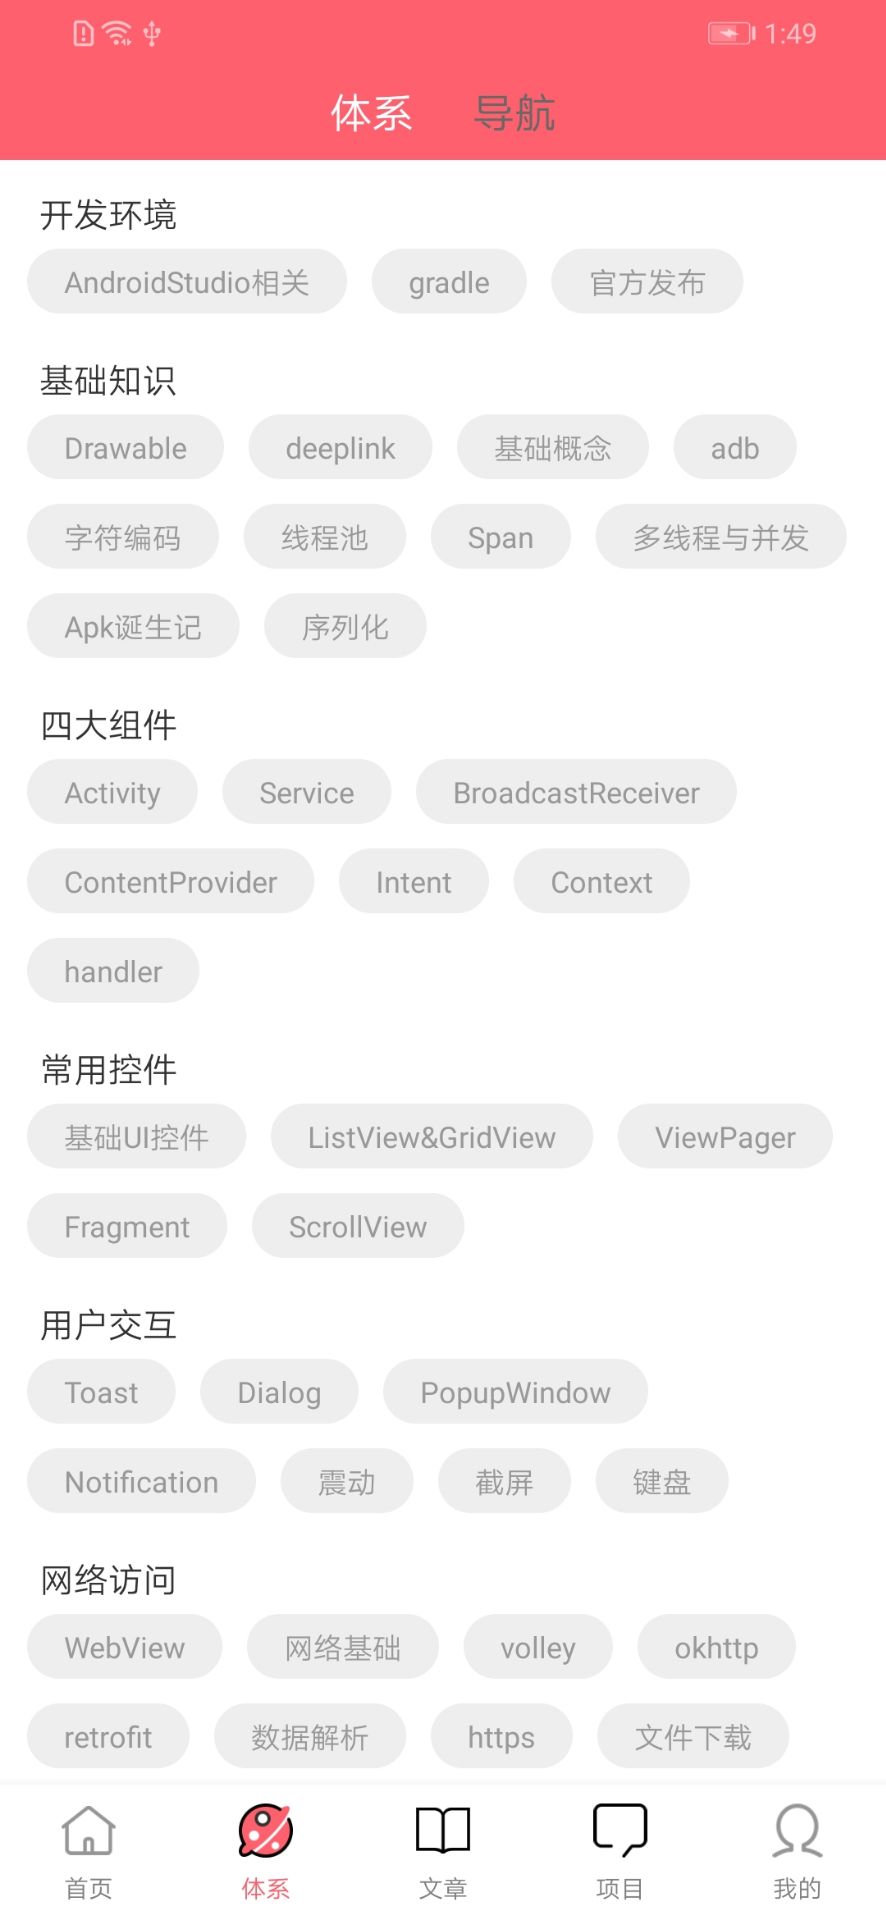 1:49
体系 导航
开发环境
AndroidStudio相关 gradle 官方发布
基础知识
Drawable deeplink 基础概念 adb
字符编码 线程池 Span 多线程与并发
Apk诞生记 序列化
四大组件
Activity Service BroadcastReceiver
ContentProvider Intent Context
handler
常用控件
基础UI控件 ListView&GridView ViewPager
Fragment ScrollView
用户交互
Toast Dialog PopupWindow
Notification 震动 截屏 键盘
网络访问
WebView 网络基础 volley okhttp
retrofit 数据解析 https 文件下载
首页 体系 文章 项目 我的